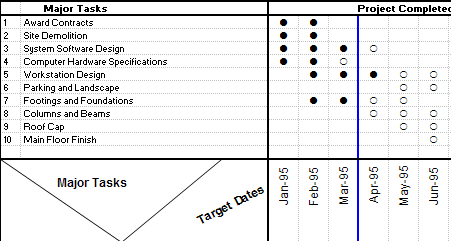 Major Tasks Project Completed
1 Award Contracts
2 Site Demolition
3 System Software Design
4 Computer Hardware Specifications
5 Workstation Design
6 Parking and Landscape
7 Footings and Foundations
8 Columns and Beams
9 Roof Cap
10 Main Floor Finish
Major Tasks
Target Dates
Jan-95
Feb-95
Mar-95
Apr-95
May-95
Jun-95